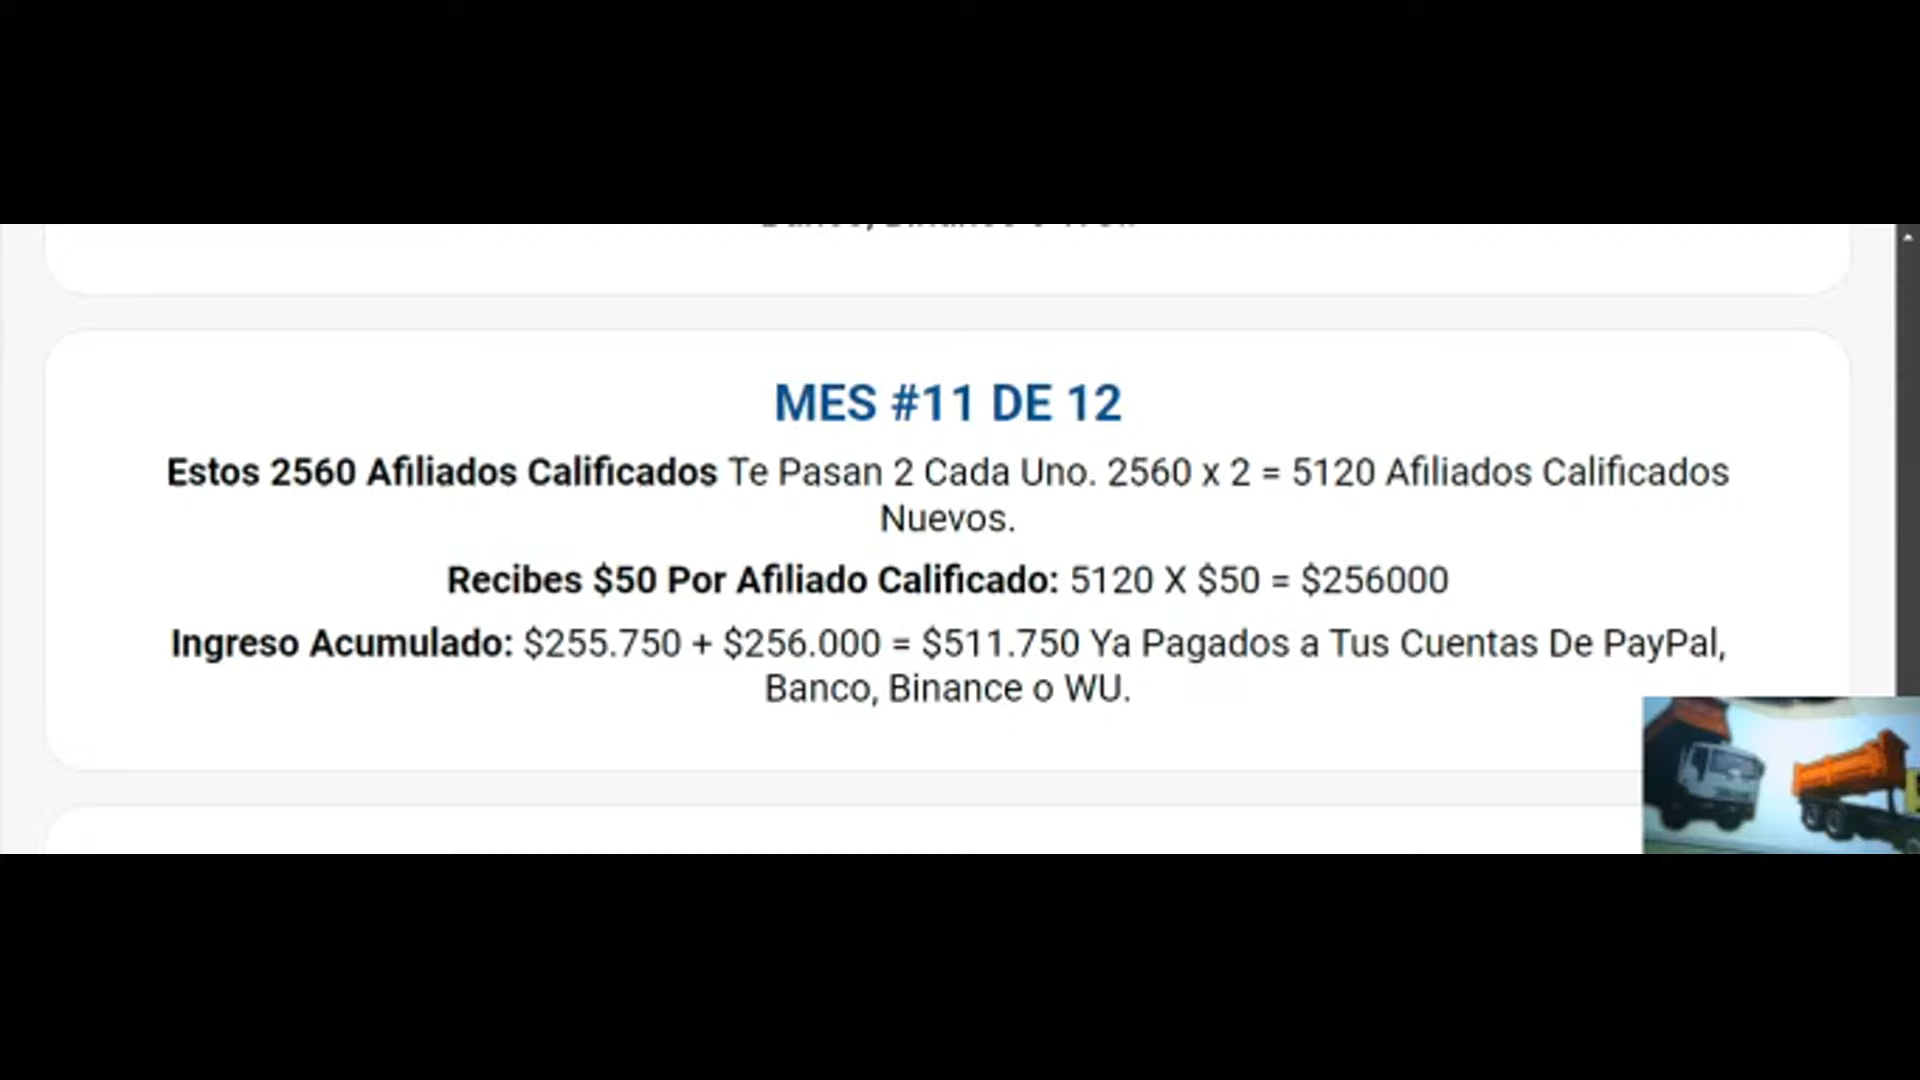 MES #11 DE 12
Estos 2560 Afiliados Calificados Te Pasan 2 Cada Uno. 2560 x 2 = 5120 Afiliados Calificados
Nuevos.
Recibes $50 Por Afiliado Calificado: 5120 X $50 = $256000
Ingreso Acumulado: $255.750 + $256.000 = $511.750 Ya Pagados a Tus Cuentas De PayPal,
Banco, Binance o WU.